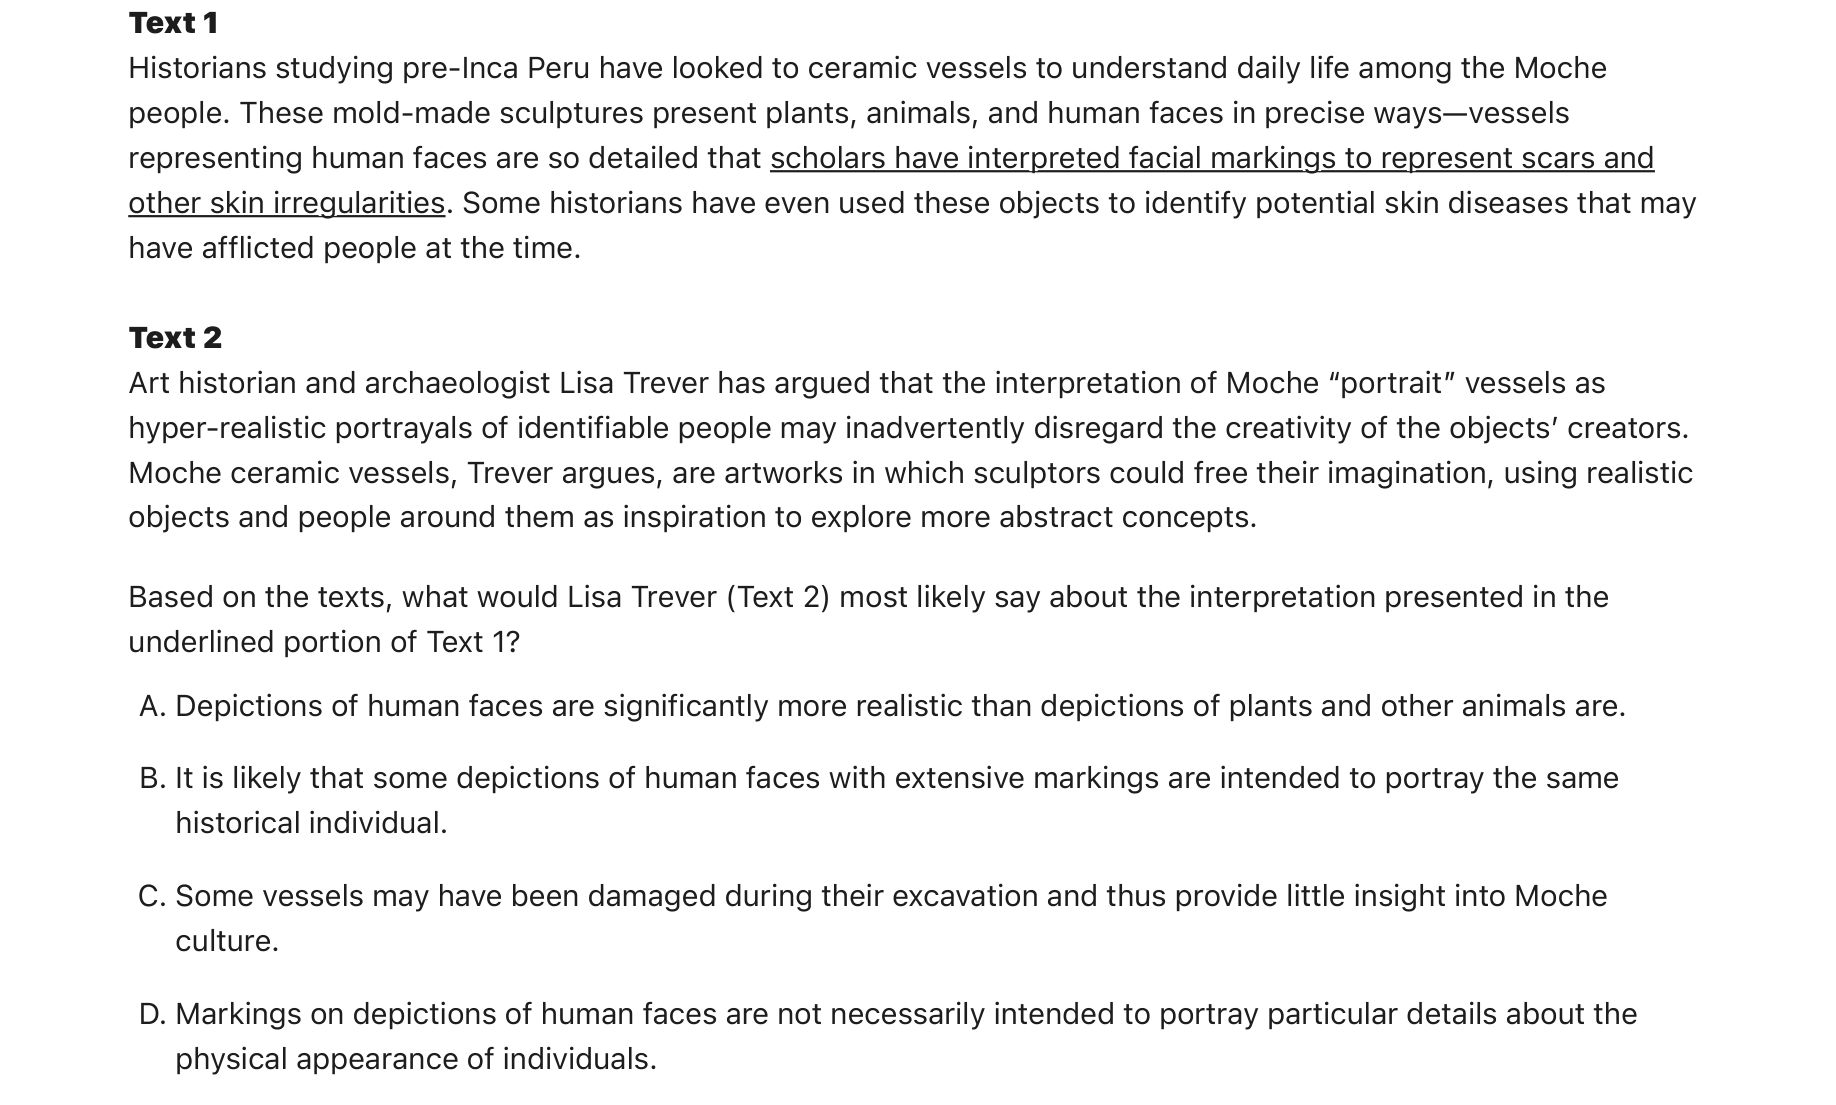 Text 1
Historians studying pre-Inca Peru have looked to ceramic vessels to understand daily life among the Moche
people. These mold-made sculptures present plants, animals, and human faces in precise ways—vessels
representing human faces are so detailed that scholars have interpreted facial markings to represent scars and
other skin irregularities. Some historians have even used these objects to identify potential skin diseases that may
have afflicted people at the time.
Text 2
Art historian and archaeologist Lisa Trever has argued that the interpretation of Moche “portrait” vessels as
hyper-realistic portrayals of identifiable people may inadvertently disregard the creativity of the objects’ creators.
Moche ceramic vessels, Trever argues, are artworks in which sculptors could free their imagination, using realistic
objects and people around them as inspiration to explore more abstract concepts.
Based on the texts, what would Lisa Trever (Text 2) most likely say about the interpretation presented in the
underlined portion of Text 1?
A. Depictions of human faces are significantly more realistic than depictions of plants and other animals are.
B. It is likely that some depictions of human faces with extensive markings are intended to portray the same
historical individual.
C. Some vessels may have been damaged during their excavation and thus provide little insight into Moche
culture.
D. Markings on depictions of human faces are not necessarily intended to portray particular details about the
physical appearance of individuals.